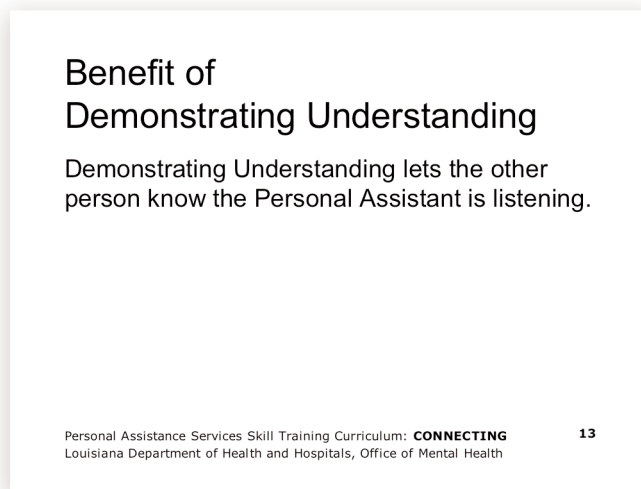 Benefit of
Demonstrating Understanding
Demonstrating Understanding lets the other
person know the Personal Assistant is listening.
Personal Assistance Services Skill Training Curriculum: CONNECTING
Louisiana Department of Health and Hospitals, Office of Mental Health
13